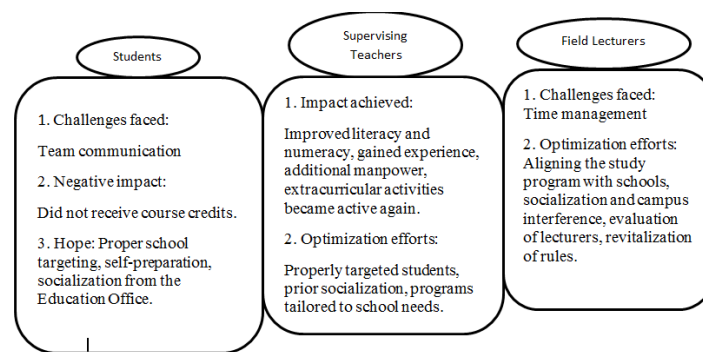 Students
1. Challenges faced:
Team communication
2. Negative impact:
Did not receive course credits.
3. Hope: Proper school
targeting, self-preparation,
socialization from the
Education Office.
Supervising
Teachers
1. Impact achieved:
Improved literacy and
numeracy, gained experience,
additional manpower,
extracurricular activities
became active again.
2. Optimization efforts:
Properly targeted students,
prior socialization, programs
tailored to school needs.
Field Lecturers
1. Challenges faced:
Time management
2. Optimization efforts:
Aligning the study
program with schools,
socialization and campus
interference, evaluation
of lecturers, revitalization
of rules.